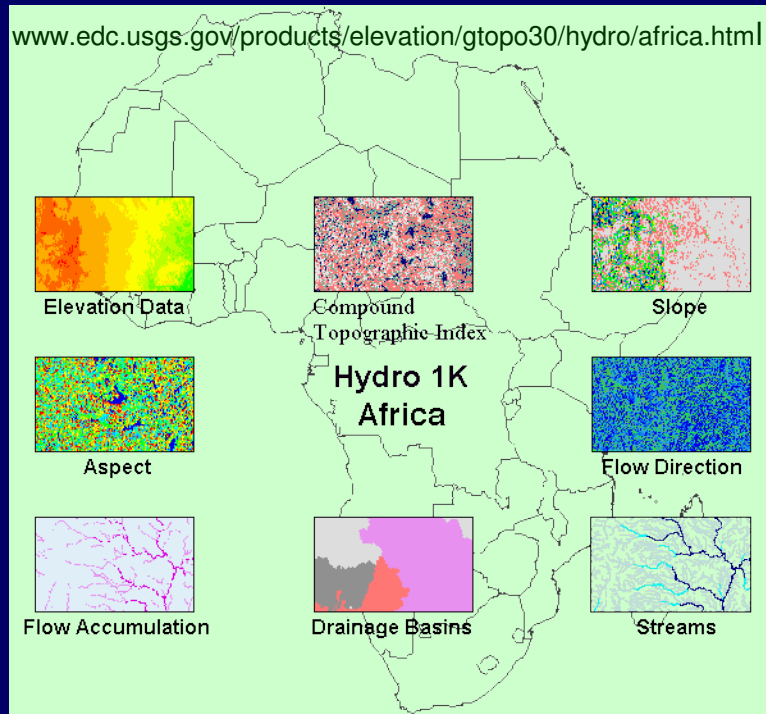 www.edc.usgs.gov/products/elevation/gtopo30/hydro/africa.html
Elevation Data
Compound
Topographic Index
Slope
Hydro 1K
Africa
Aspect
Flow Direction
Flow Accumulation
Drainage Basins
Streams